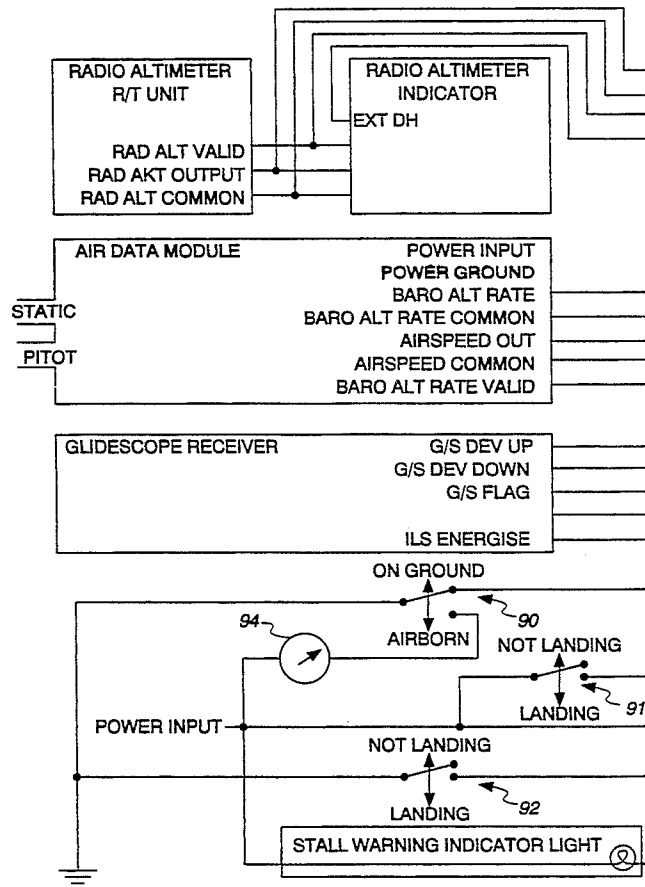 RADIO ALTIMETER
R/T UNIT
RAD ALT VALID
RAD AKT OUTPUT
RAD ALT COMMON
RADIO ALTIMETER
INDICATOR
EXT DH
AIR DATA MODULE
STATIC
PITOT
POWER INPUT
POWER GROUND
BARO ALT RATE
BARO ALT RATE COMMON
AIRSPEED OUT
AIRSPEED COMMON
BARO ALT RATE VALID
GLIDESCOPE RECEIVER
G/S DEV UP
G/S DEV DOWN
G/S FLAG
ILS ENERGISE
ON GROUND
90
AIRBORN
94
NOT LANDING
91
LANDING
POWER INPUT
NOT LANDING
92
LANDING
STALL WARNING INDICATOR LIGHT